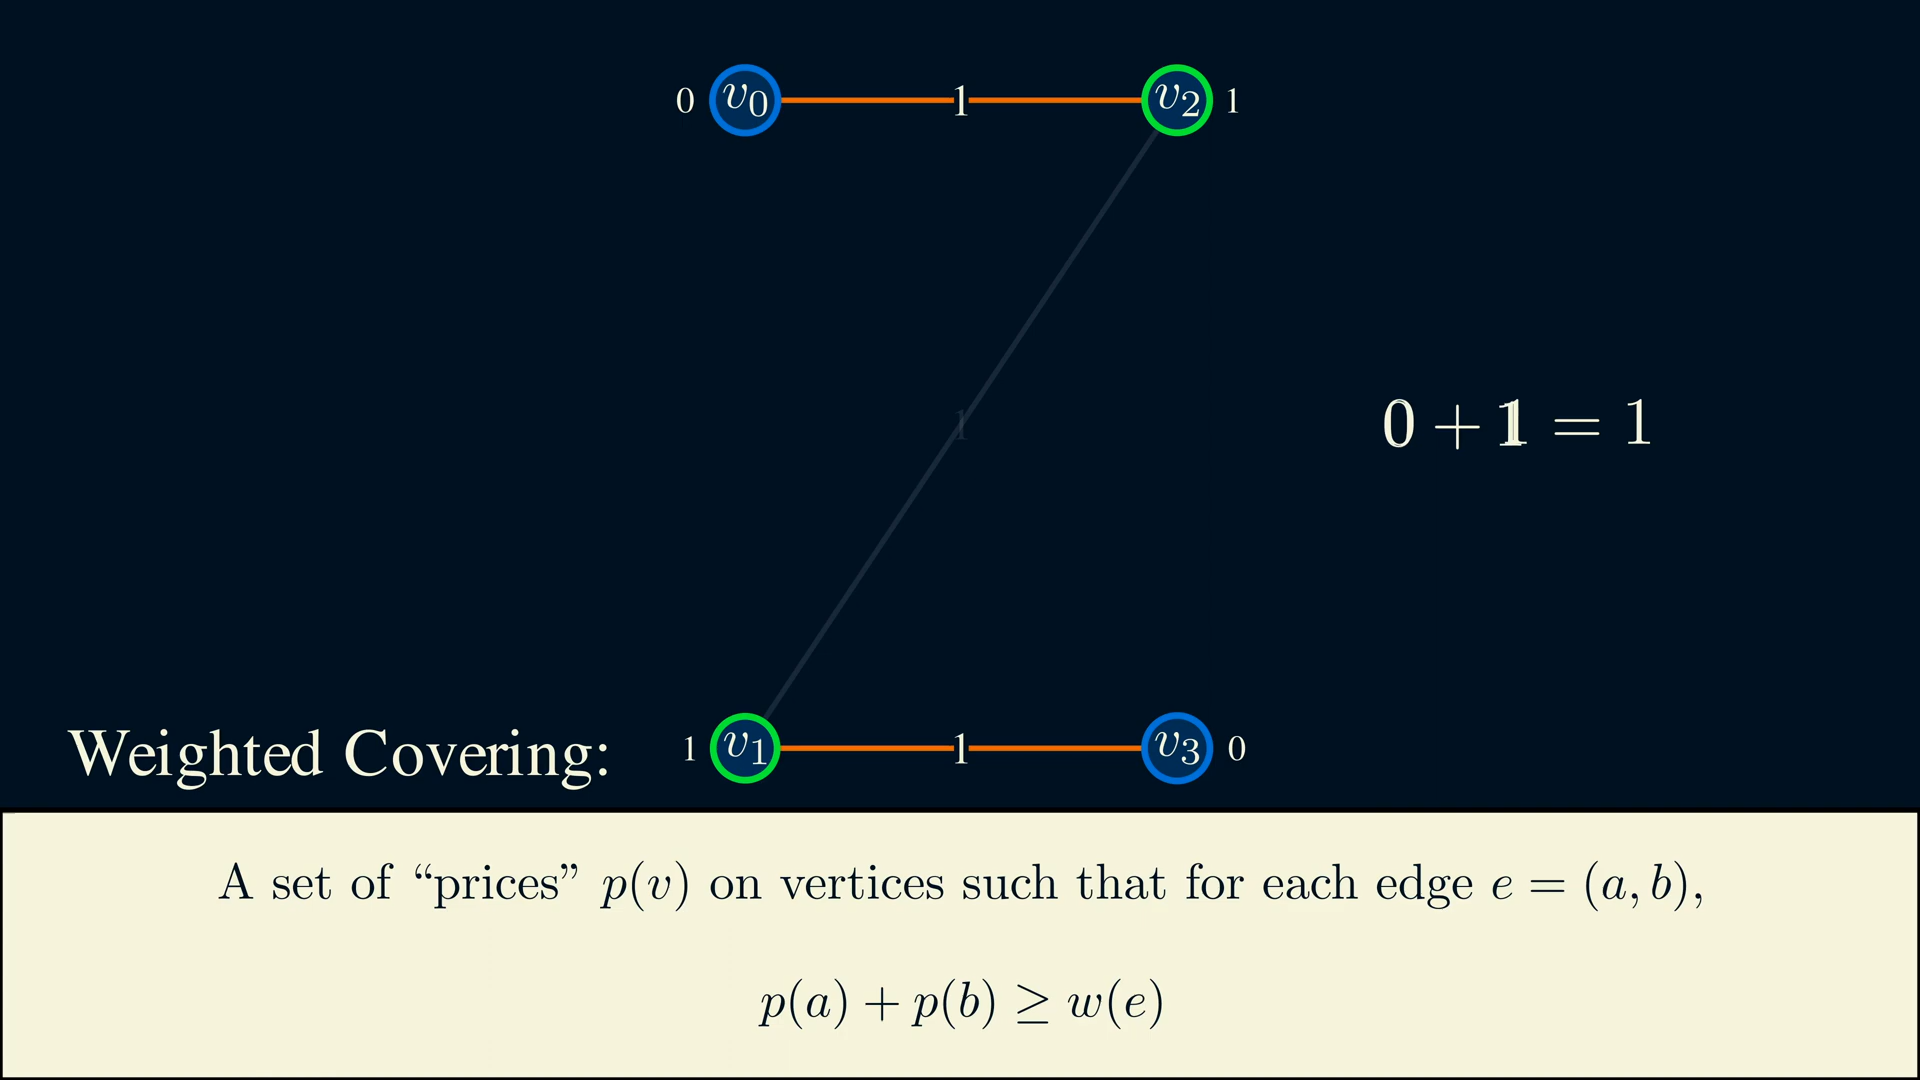 0 v₀ 1 v₂ 1
1
0 + 1 = 1
Weighted Covering:
1 v₁ 1 v₃ 0
A set of “prices” p(v) on vertices such that for each edge e = (a, b),
p(a) + p(b) ≥ w(e)